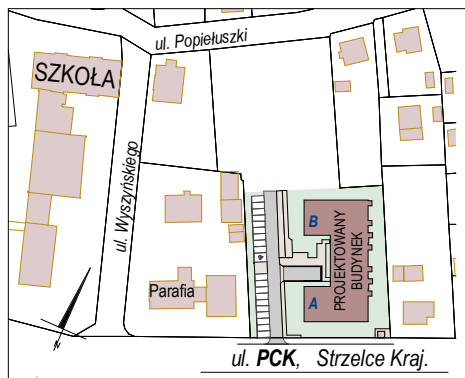 ul. Popiełuszki
SZKOŁA
ul. Wyszyńskiego
B
PROJEKTOWANY
BUDYNEK
A
Parafia
N
ul. PCK, Strzelce Kraj.